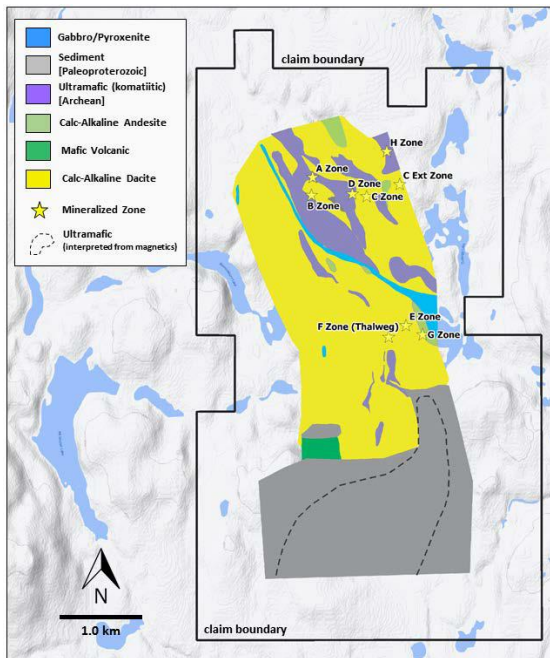 Gabbro/Pyroxenite
Sediment
[Paleoproterozoic]
Ultramafic (komatiitic)
[Archean]
Calc-Alkaline Andesite
Mafic Volcanic
Calc-Alkaline Dacite
Mineralized Zone
Ultramafic
(interpreted from magnetics)
claim boundary
H Zone
A Zone
C Ext Zone
D Zone
B Zone
C Zone
E Zone
F Zone (Thalweg)
G Zone
N
1.0 km
claim boundary